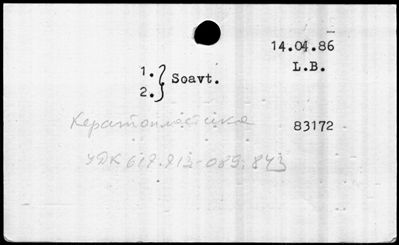 14.04.86
L.B.
1.
2.} Soavt.
Кератопластика
83172
УДК 617.713-089.843